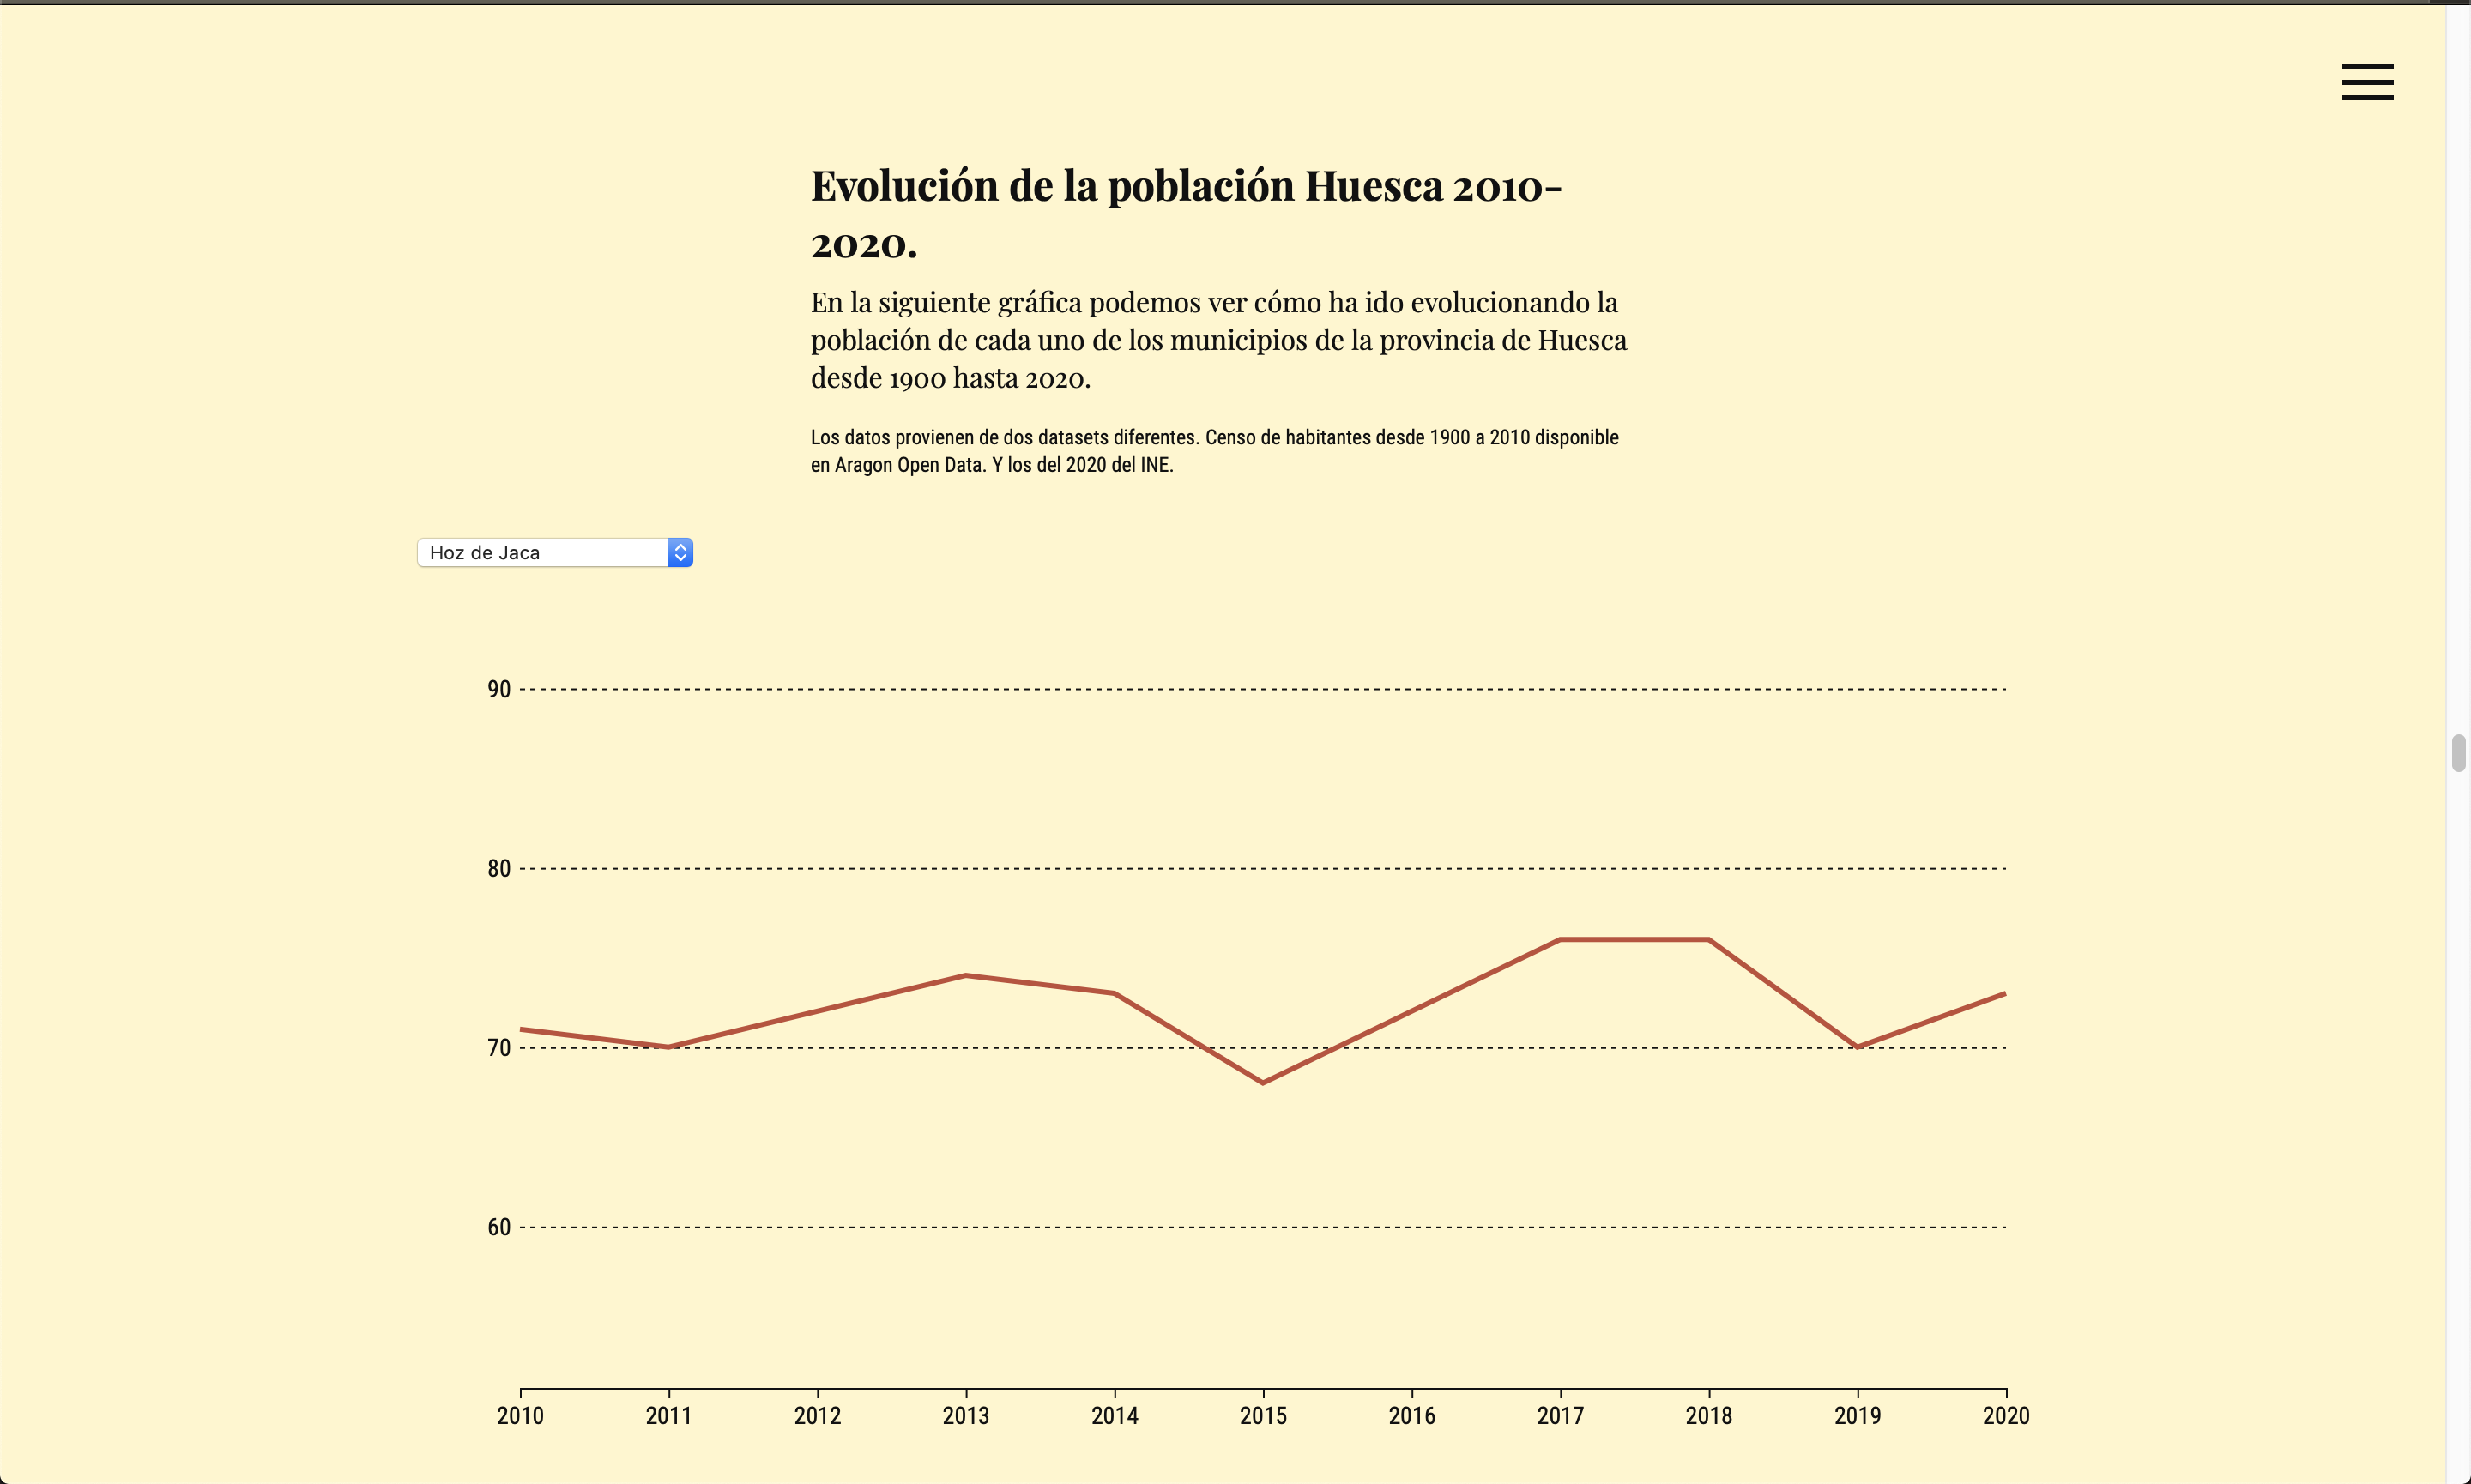 Evolución de la población Huesca 2010-
2020.
En la siguiente gráfica podemos ver cómo ha ido evolucionando la
población de cada uno de los municipios de la provincia de Huesca
desde 1900 hasta 2020.
Los datos provienen de dos datasets diferentes. Censo de habitantes desde 1900 a 2010 disponible
en Aragon Open Data. Y los del 2020 del INE.
Hoz de Jaca
90
80
70
60
2010 2011 2012 2013 2014 2015 2016 2017 2018 2019 2020